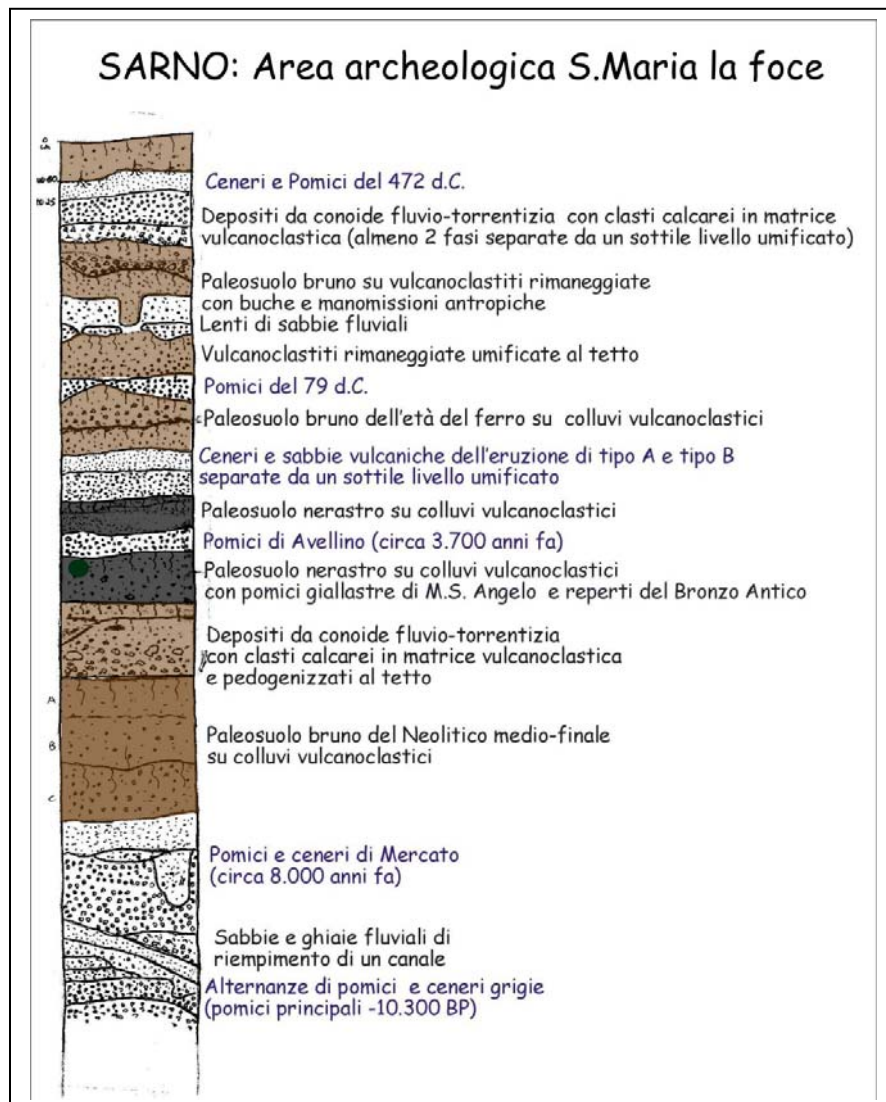 SARNO: Area archeologica S.Maria la foce
Ceneri e Pomici del 472 d.C.
Depositi da conoide fluvio-torrentizia con clasti calcarei in matrice
vulcanoclastica (almeno 2 fasi separate da un sottile livello umificato)
Paleosuolo bruno su vulcanoclastiti rimaneggiate
con buche e manomissioni antropiche
Lenti di sabbie fluviali
Vulcanoclastiti rimaneggiate umificate al tetto
Pomici del 79 d.C.
Paleosuolo bruno dell'età del ferro su colluvi vulcanoclastici
Ceneri e sabbie vulcaniche dell'eruzione di tipo A e tipo B
separate da un sottile livello umificato
Paleosuolo nerastro su colluvi vulcanoclastici
Pomici di Avellino (circa 3.700 anni fa)
Paleosuolo nerastro su colluvi vulcanoclastici
con pomici giallastre di M.S. Angelo e reperti del Bronzo Antico
Depositi da conoide fluvio-torrentizia
con clasti calcarei in matrice vulcanoclastica
e pedogenizzati al tetto
A
Paleosuolo bruno del Neolitico medio-finale
B
su colluvi vulcanoclastici
C
Pomici e ceneri di Mercato
(circa 8.000 anni fa)
Sabbie e ghiaie fluviali di
riempimento di un canale
Alternanze di pomici e ceneri grigie
(pomici principali -10.300 BP)